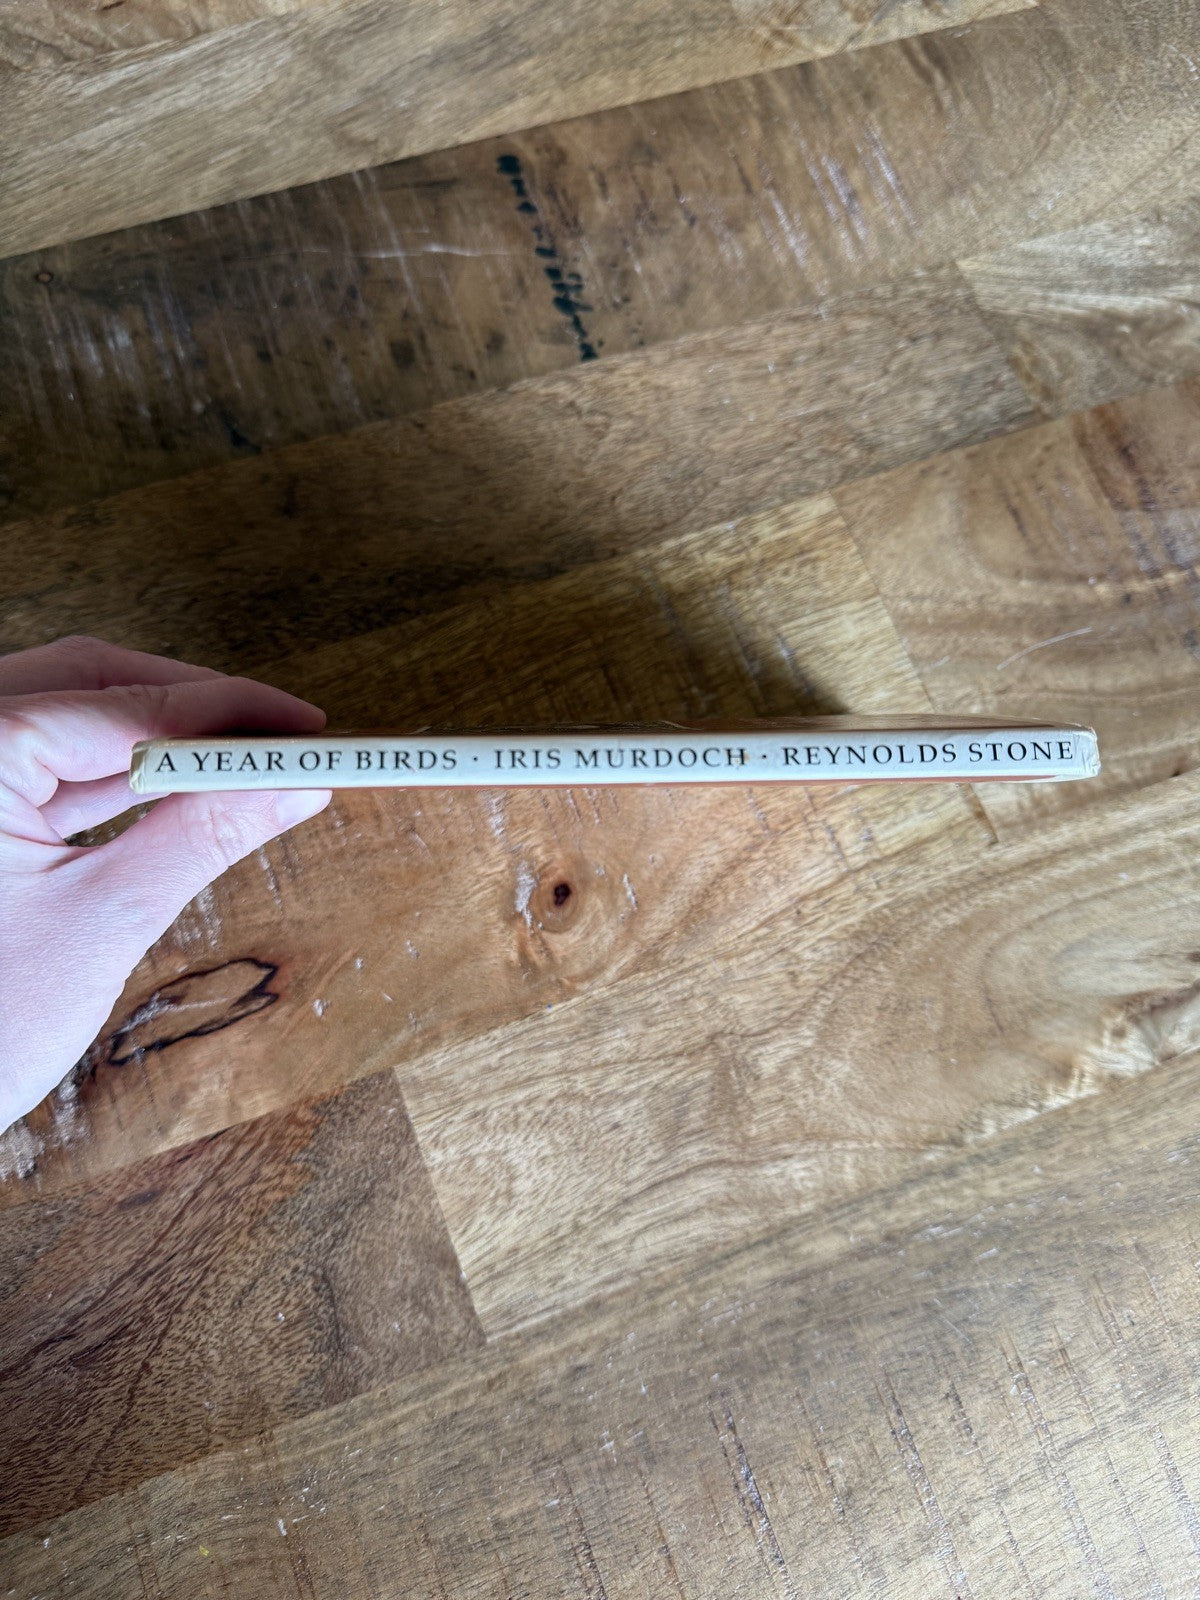 A YEAR OF BIRDS · IRIS MURDOCH · REYNOLDS STONE